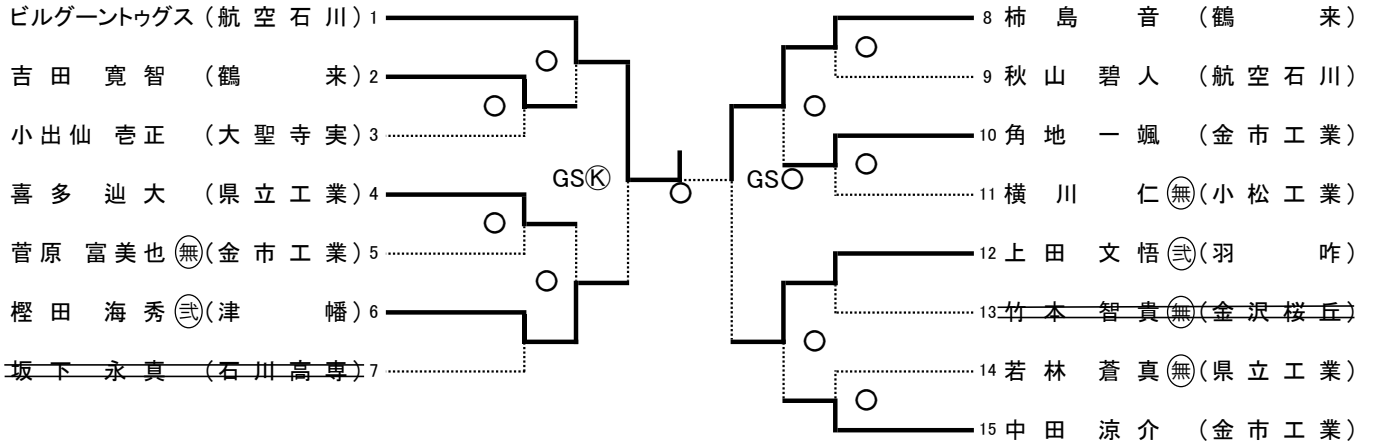 ビルグーントゥグス (航空石川) 1
吉田 寛智 (鶴 来) 2
小出仙 壱正 (大聖寺実) 3
喜多 辿大 (県立工業) 4
菅原 富美也㊍(金市工業) 5
樫田 海秀弐(津 幡) 6
坂下 永真 (石川高専) 7
GSⓀ
GS○
8 柿島 音 (鶴 来)
9 秋山 碧人 (航空石川)
10 角地 一颯 (金市工業)
11 横川 仁無(小松工業)
12 上田 文悟弐(羽 咋)
13 竹本 智貴無(金沢桜丘)
14 若林 蒼真無(県立工業)
15 中田 涼介 (金市工業)